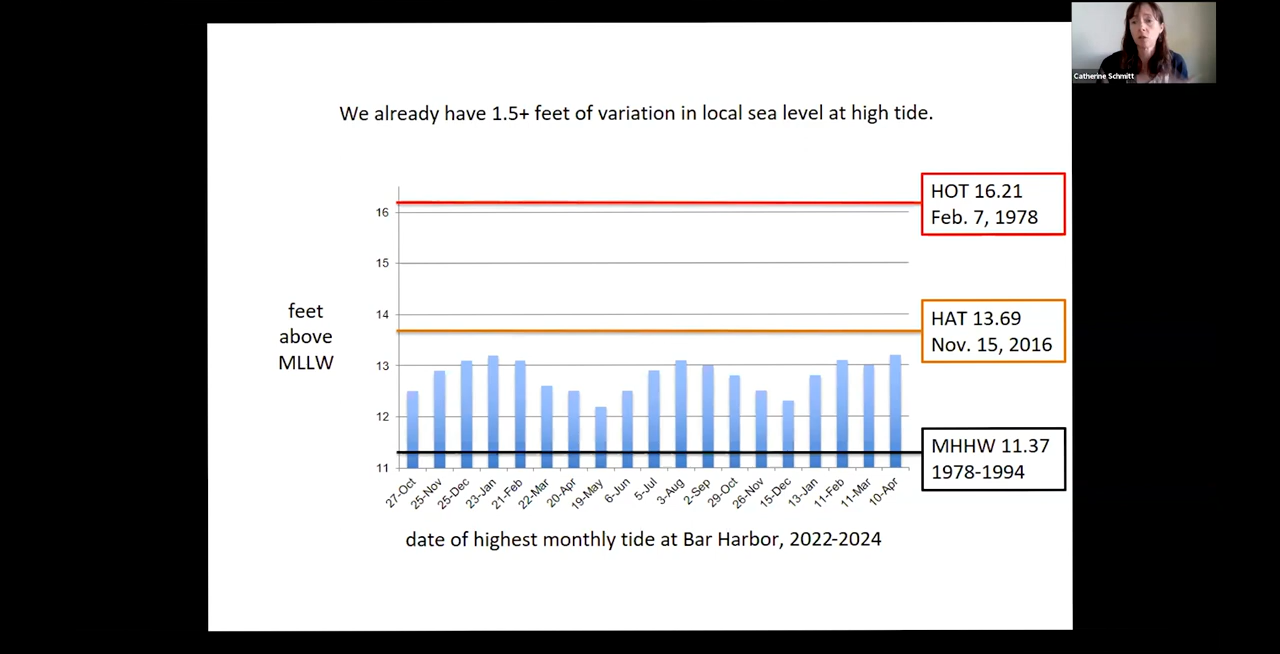 Catherine Schmitt
We already have 1.5+ feet of variation in local sea level at high tide.
HOT 16.21
Feb. 7, 1978
HAT 13.69
Nov. 15, 2016
MHHW 11.37
1978-1994
feet
above
MLLW
16
15
14
13
12
11
27-Oct
25-Nov
25-Dec
23-Jan
21-Feb
22-Mar
20-Apr
19-May
6-Jun
5-Jul
3-Aug
2-Sep
29-Oct
26-Nov
15-Dec
13-Jan
11-Feb
11-Mar
10-Apr
date of highest monthly tide at Bar Harbor, 2022-2024